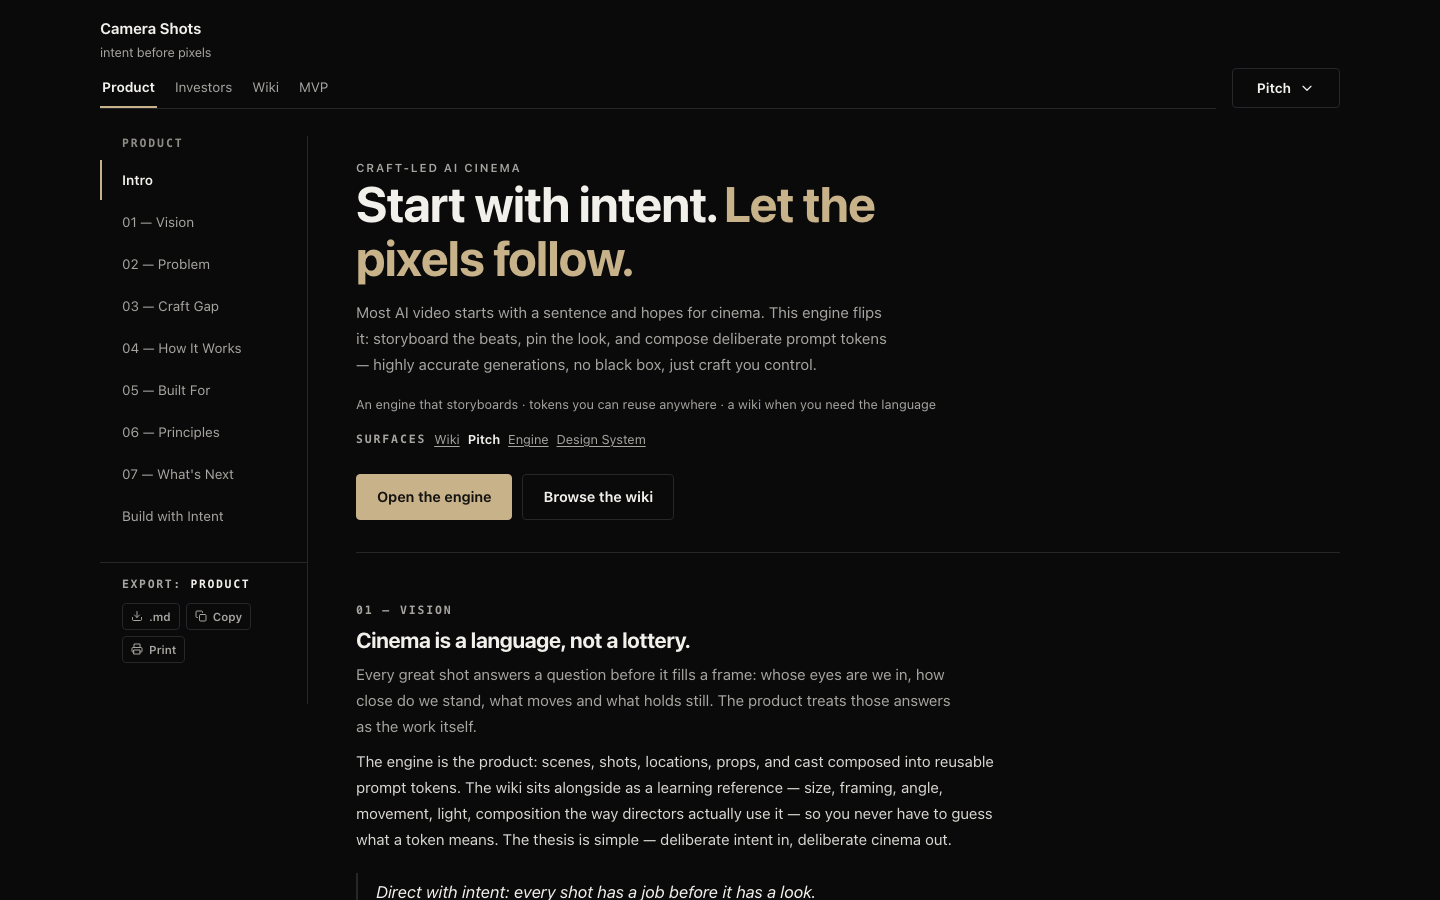 Camera Shots
intent before pixels
Product
Investors
Wiki
MVP
Pitch
PRODUCT
Intro
01 — Vision
02 — Problem
03 — Craft Gap
04 — How It Works
05 — Built For
06 — Principles
07 — What's Next
Build with Intent
EXPORT: PRODUCT
.md
Copy
Print
CRAFT-LED AI CINEMA
Start with intent. Let the
pixels follow.
Most AI video starts with a sentence and hopes for cinema. This engine flips
it: storyboard the beats, pin the look, and compose deliberate prompt tokens
— highly accurate generations, no black box, just craft you control.
An engine that storyboards · tokens you can reuse anywhere · a wiki when you need the language
SURFACES Wiki Pitch Engine Design System
Open the engine
Browse the wiki
01 — VISION
Cinema is a language, not a lottery.
Every great shot answers a question before it fills a frame: whose eyes are we in, how
close do we stand, what moves and what holds still. The product treats those answers
as the work itself.
The engine is the product: scenes, shots, locations, props, and cast composed into reusable
prompt tokens. The wiki sits alongside as a learning reference — size, framing, angle,
movement, light, composition the way directors actually use it — so you never have to guess
what a token means. The thesis is simple — deliberate intent in, deliberate cinema out.
Direct with intent: every shot has a job before it has a look.